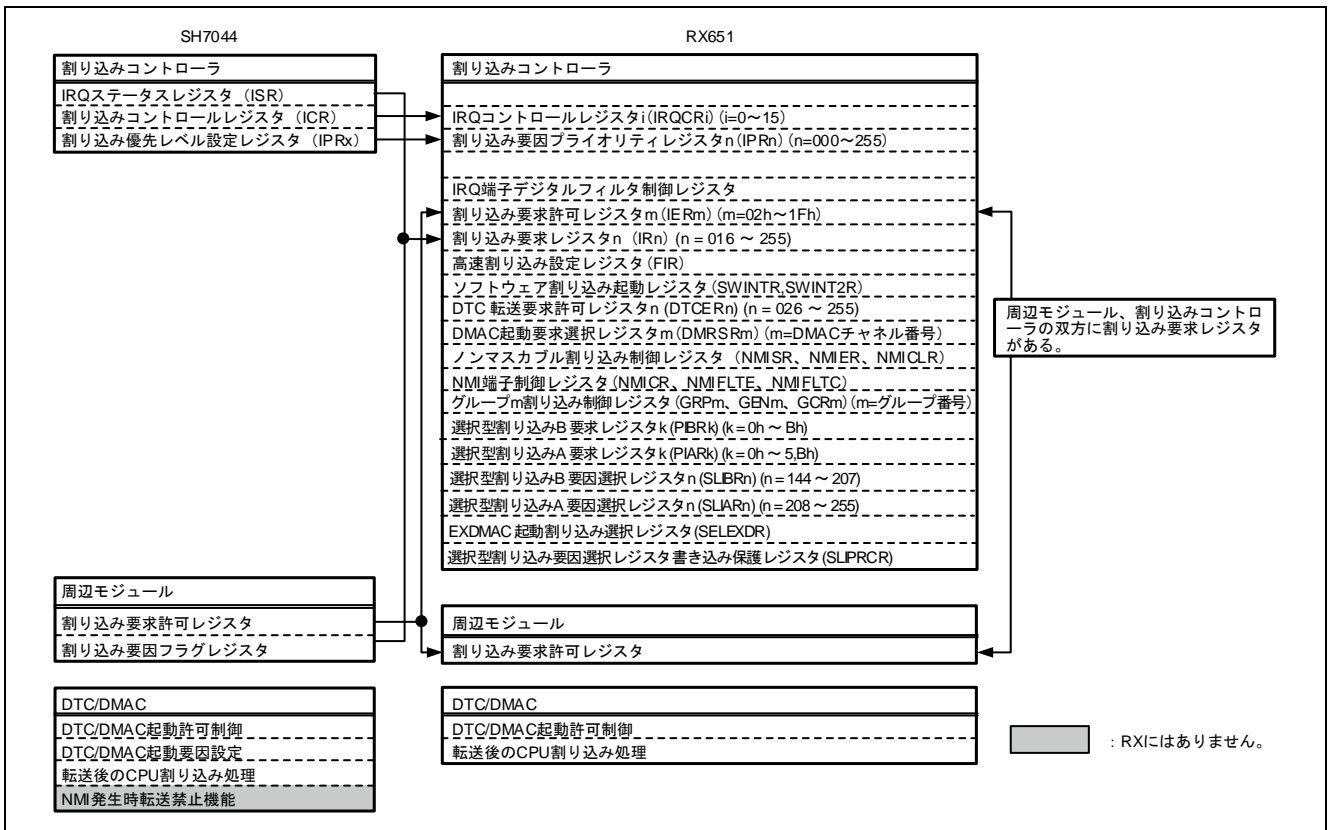 SH7044
RX651
割り込みコントローラ
IRQステータスレジスタ（ISR）
割り込みコントロールレジスタ（ICR）
割り込み優先レベル設定レジスタ（IPRx）
割り込みコントローラ
IRQコントロールレジスタi(IRQCRi)(i=0～15)
割り込み要因プライオリティレジスタn(IPRn)(n=000～255)
IRQ端子デジタルフィルタ制御レジスタ
割り込み要求許可レジスタm(IERm)(m=02h～1Fh)
割り込み要求レジスタn（IRn）(n = 016 ～ 255)
高速割り込み設定レジスタ(FIR)
ソフトウェア割り込み起動レジスタ(SWINTR,SWINT2R)
DTC 転送要求許可レジスタn (DTCERn) (n = 026 ～ 255)
DMAC起動要求選択レジスタm(DMRSRm)(m=DMACチャネル番号)
ノンマスカブル割り込み制御レジスタ（NMISR、NMIER、NMICLR）
NMI端子制御レジスタ(NMICR、NMIFLTE、NMIFLTC)
グループm割り込み制御レジスタ(GRPm、GENm、GCRm)(m=グループ番号)
選択型割り込みB 要求レジスタk (PIBRk) (k = 0h ～ Bh)
選択型割り込みA 要求レジスタk (PIARk) (k = 0h ～ 5,Bh)
選択型割り込みB 要因選択レジスタn (SLIBRn) (n = 144 ～ 207)
選択型割り込みA 要因選択レジスタn (SLIARn) (n = 208 ～ 255)
EXDMAC 起動割り込み選択レジスタ(SELEXDR)
選択型割り込み要因選択レジスタ書き込み保護レジスタ(SLIPRCR)
周辺モジュール、割り込みコントロ
ーラの双方に割り込み要求レジスタ
がある。
周辺モジュール
割り込み要求許可レジスタ
割り込み要因フラグレジスタ
周辺モジュール
割り込み要求許可レジスタ
DTC/DMAC
DTC/DMAC起動許可制御
DTC/DMAC起動要因設定
転送後のCPU割り込み処理
NMI発生時転送禁止機能
DTC/DMAC
DTC/DMAC起動許可制御
転送後のCPU割り込み処理
：RXにはありません。